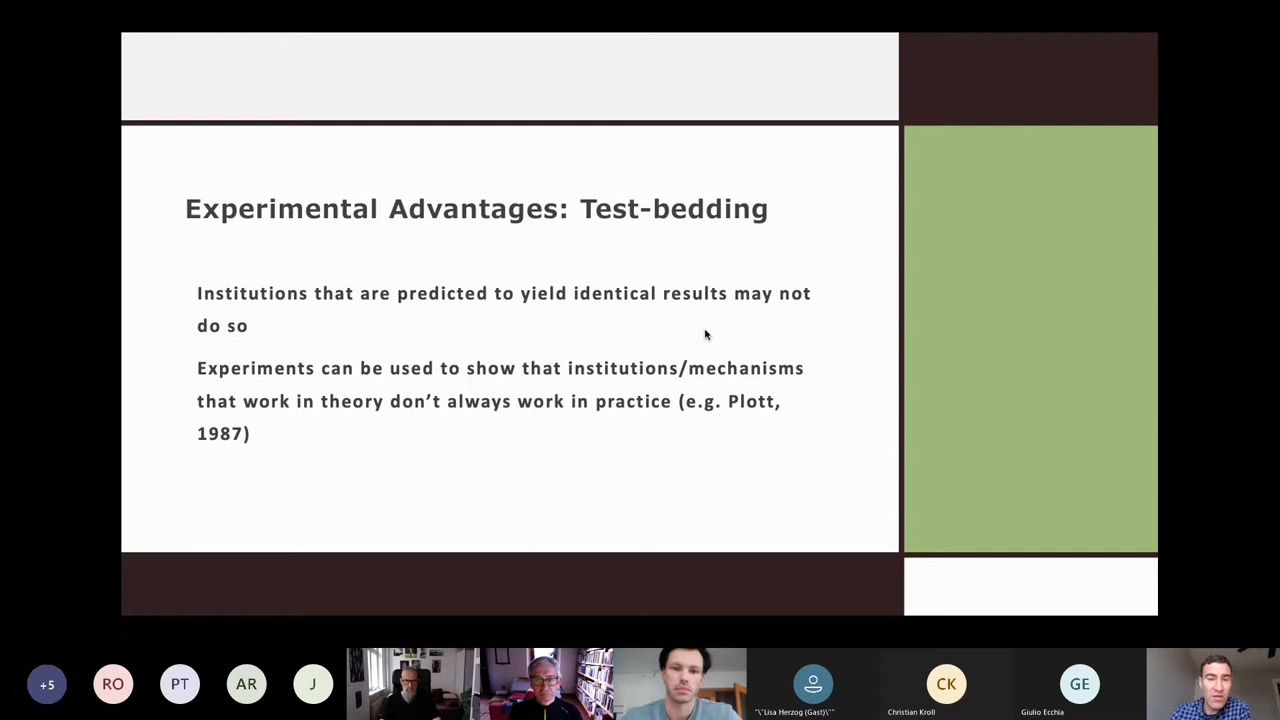 Experimental Advantages: Test-bedding
Institutions that are predicted to yield identical results may not
do so
Experiments can be used to show that institutions/mechanisms
that work in theory don’t always work in practice (e.g. Plott,
1987)
+5
RO
PT
AR
J
CK
GE
"\"Lisa Herzog (Gast)\""
Christian Kroll
Giulio Ecchia